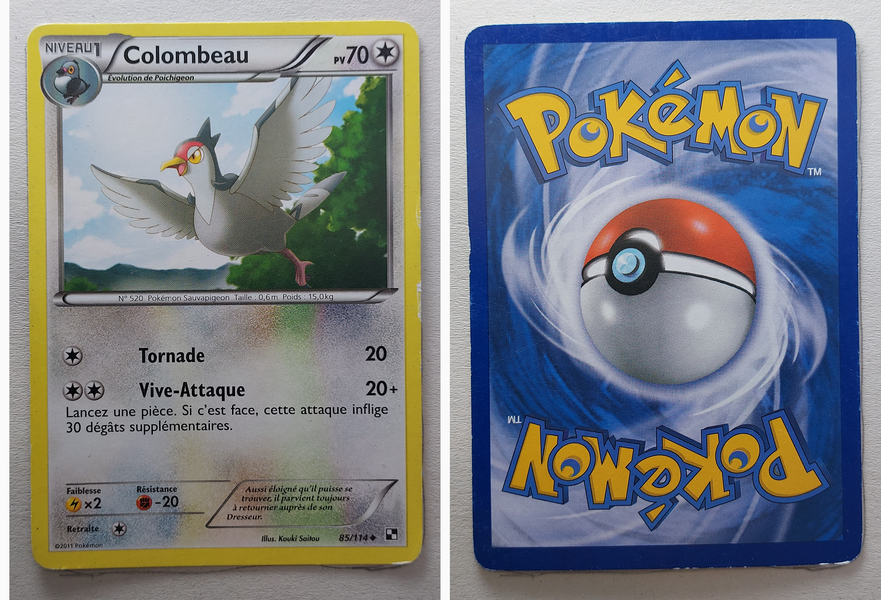 NIVEAU1
Colombeau
PV70
Évolution de Poichigeon
N° 520 Pokémon Sauvapigeon Taille : 0,6m Poids : 15,0kg
Tornade 20
Vive-Attaque 20+
Lancez une pièce. Si c'est face, cette attaque inflige
30 dégâts supplémentaires.
Faiblesse
×2
Résistance
-20
Retraite
Aussi éloigné qu'il puisse se
trouver, il parvient toujours
à retourner auprès de son
Dresseur.
©2011 Pokémon
Illus. Kouki Saitou
85/114
POKéMON
TM
TM
POKéMON